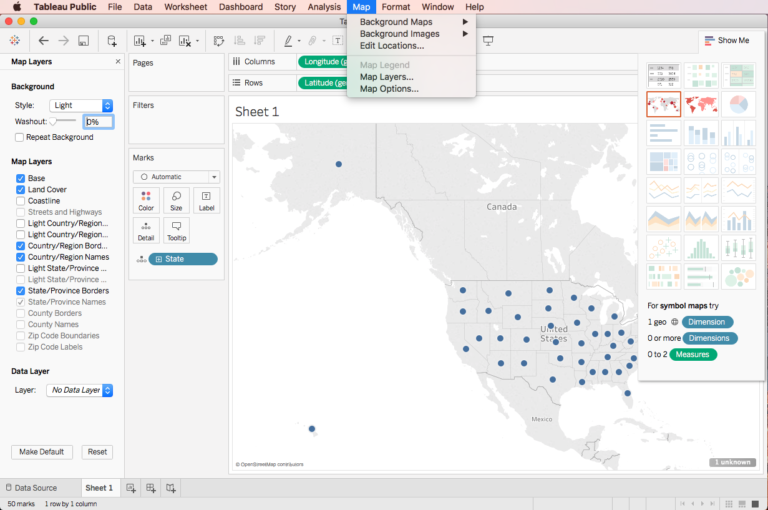 Tableau Public File Data Worksheet Dashboard Story Analysis Map Format Window Help
Background Maps
Background Images
Edit Locations...
Map Legend
Map Layers...
Map Options...
Show Me
Map Layers
Background
Style: Light
Washout: 0%
Repeat Background
Map Layers
Base
Land Cover
Coastline
Streets and Highways
Light Country/Region...
Light Country/Region...
Country/Region Bord...
Country/Region Names
Light State/Province ...
Light State/Province ...
State/Province Borders
State/Province Names
County Borders
County Names
Zip Code Boundaries
Zip Code Labels
Data Layer
Layer: No Data Layer
Make Default Reset
Pages
Filters
Marks
Automatic
Color Size Label
Detail Tooltip
State
Columns Longitude (g
Rows Latitude (ge
Sheet 1
Canada
United
States
Mexico
© OpenStreetMap contributors
1 unknown
For symbol maps try
1 geo Dimension
0 or more Dimensions
0 to 2 Measures
Data Source Sheet 1
50 marks 1 row by 1 column